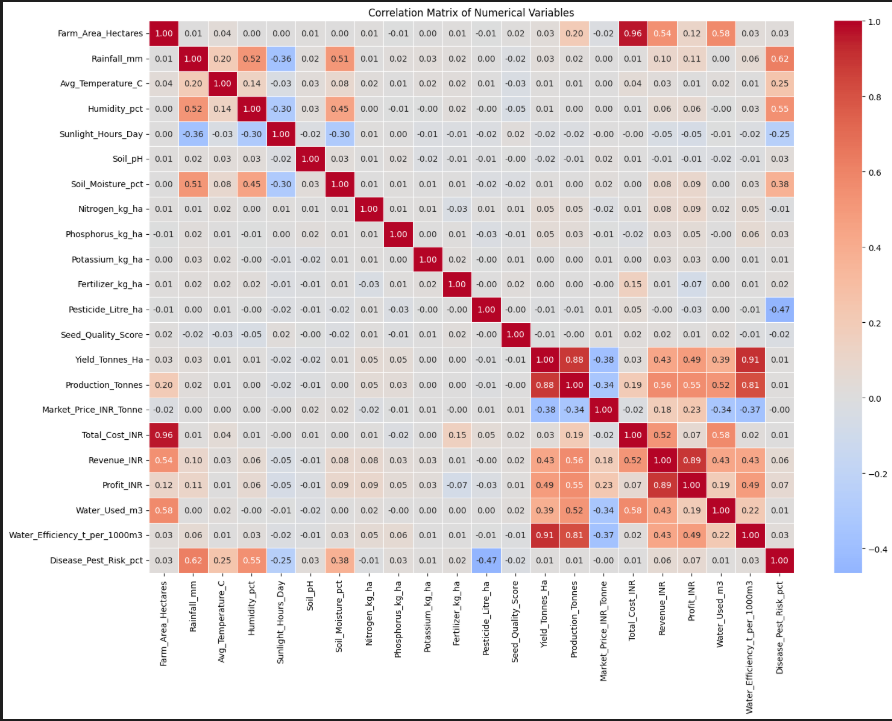 Correlation Matrix of Numerical Variables
Farm_Area_Hectares 1.00 0.01 0.04 0.00 0.00 0.01 0.00 0.01 -0.01 0.00 0.01 -0.01 0.02 0.03 0.20 -0.02 0.96 0.54 0.12 0.58 0.03 0.03
Rainfall_mm 0.01 1.00 0.20 0.52 -0.36 0.02 0.51 0.01 0.02 0.03 0.02 0.00 -0.02 0.03 0.02 0.00 0.01 0.10 0.11 0.00 0.06 0.62
Avg_Temperature_C 0.04 0.20 1.00 0.14 -0.03 0.03 0.08 0.02 0.01 0.02 0.02 0.01 -0.03 0.01 0.01 0.00 0.04 0.03 0.01 0.02 0.01 0.25
Humidity_pct 0.00 0.52 0.14 1.00 -0.30 0.03 0.45 0.00 -0.01 -0.00 0.02 -0.00 -0.05 0.01 0.00 0.00 0.01 0.06 0.06 -0.00 0.03 0.55
Sunlight_Hours_Day 0.00 -0.36 -0.03 -0.30 1.00 -0.02 -0.30 0.01 0.00 -0.01 -0.01 -0.02 0.02 -0.02 -0.02 -0.00 -0.00 -0.05 -0.05 -0.01 -0.02 -0.25
Soil_pH 0.01 0.02 0.03 0.03 -0.02 1.00 0.03 0.01 0.02 -0.01 -0.02 0.01 -0.00 -0.02 -0.01 0.02 0.01 -0.01 -0.01 -0.02 -0.01 0.03
Soil_Moisture_pct 0.00 0.51 0.08 0.45 -0.30 0.03 1.00 0.01 0.01 0.01 0.01 -0.02 -0.02 0.01 0.00 0.02 0.00 0.08 0.09 0.00 0.03 0.38
Nitrogen_kg_ha 0.01 0.01 0.02 0.00 0.01 0.01 0.01 1.00 0.01 0.01 -0.03 0.01 0.01 0.05 0.05 -0.02 0.01 0.08 0.09 0.02 0.05 -0.01
Phosphorus_kg_ha -0.01 0.02 0.01 -0.01 0.00 0.02 0.01 0.01 1.00 0.00 0.01 -0.03 -0.01 0.05 0.03 0.01 -0.02 0.03 0.05 -0.00 0.06 0.03
Potassium_kg_ha 0.00 0.03 0.02 -0.00 -0.01 -0.01 0.01 0.01 0.00 1.00 0.02 -0.00 0.01 0.00 0.00 0.01 0.00 0.03 0.03 0.00 0.01 0.01
Fertilizer_kg_ha 0.01 0.02 0.02 0.02 -0.01 -0.02 0.01 -0.03 0.01 0.02 1.00 -0.00 0.02 0.00 0.00 -0.00 0.15 0.01 -0.07 0.00 0.01 0.02
Pesticide_Litre_ha -0.01 0.00 0.01 -0.00 -0.02 0.01 -0.02 0.01 -0.03 -0.00 -0.00 1.00 -0.00 -0.01 -0.01 0.01 0.05 -0.00 -0.03 -0.00 -0.01 -0.47
Seed_Quality_Score 0.02 -0.02 -0.03 -0.05 0.02 -0.00 -0.02 0.01 -0.01 0.01 0.02 -0.00 1.00 -0.01 -0.00 0.01 0.02 0.02 0.01 0.02 -0.01 -0.02
Yield_Tonnes_Ha 0.03 0.03 0.01 0.01 -0.02 -0.02 0.01 0.05 0.05 0.00 0.00 -0.01 -0.01 1.00 0.88 -0.38 0.03 0.43 0.49 0.39 0.91 0.01
Production_Tonnes 0.20 0.02 0.01 0.00 -0.02 -0.01 0.00 0.05 0.03 0.00 0.00 -0.01 -0.00 0.88 1.00 -0.34 0.19 0.56 0.55 0.52 0.81 0.01
Market_Price_INR_Tonne -0.02 0.00 0.00 0.00 -0.00 0.02 0.02 -0.02 0.01 0.01 -0.00 0.01 0.01 -0.38 -0.34 1.00 -0.02 0.18 0.23 -0.34 -0.37 -0.00
Total_Cost_INR 0.96 0.01 0.04 0.01 -0.00 0.01 0.00 0.01 -0.02 0.00 0.15 0.05 0.02 0.03 0.19 -0.02 1.00 0.52 0.07 0.58 0.02 0.01
Revenue_INR 0.54 0.10 0.03 0.06 -0.05 -0.01 0.08 0.08 0.03 0.03 0.01 -0.00 0.02 0.43 0.56 0.18 0.52 1.00 0.89 0.43 0.43 0.06
Profit_INR 0.12 0.11 0.01 0.06 -0.05 -0.01 0.09 0.09 0.05 0.03 -0.07 -0.03 0.01 0.49 0.55 0.23 0.07 0.89 1.00 0.19 0.49 0.07
Water_Used_m3 0.58 0.00 0.02 -0.00 -0.01 -0.02 0.00 0.02 -0.00 0.00 0.00 -0.00 0.02 0.39 0.52 -0.34 0.58 0.43 0.19 1.00 0.22 0.01
Water_Efficiency_t_per_1000m3 0.03 0.06 0.01 0.03 -0.02 -0.01 0.03 0.05 0.06 0.01 0.01 -0.01 -0.01 0.91 0.81 -0.37 0.02 0.43 0.49 0.22 1.00 0.03
Disease_Pest_Risk_pct 0.03 0.62 0.25 0.55 -0.25 0.03 0.38 -0.01 0.03 0.01 0.02 -0.47 -0.02 0.01 0.01 -0.00 0.01 0.06 0.07 0.01 0.03 1.00
Farm_Area_Hectares
Rainfall_mm
Avg_Temperature_C
Humidity_pct
Sunlight_Hours_Day
Soil_pH
Soil_Moisture_pct
Nitrogen_kg_ha
Phosphorus_kg_ha
Potassium_kg_ha
Fertilizer_kg_ha
Pesticide_Litre_ha
Seed_Quality_Score
Yield_Tonnes_Ha
Production_Tonnes
Market_Price_INR_Tonne
Total_Cost_INR
Revenue_INR
Profit_INR
Water_Used_m3
Water_Efficiency_t_per_1000m3
Disease_Pest_Risk_pct
1.0
0.8
0.6
0.4
0.2
0.0
−0.2
−0.4